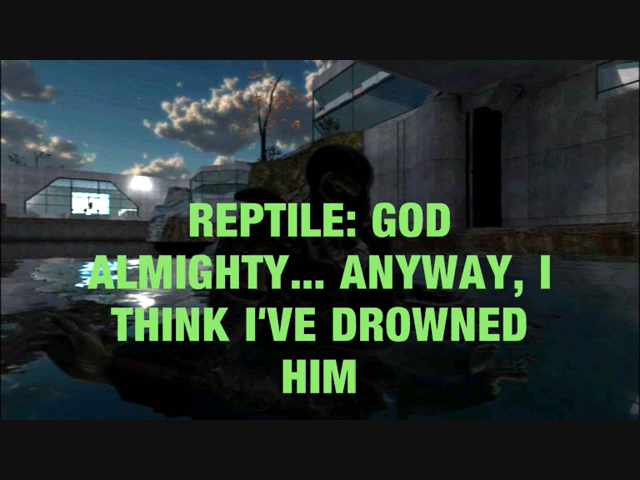 REPTILE: GOD
ALMIGHTY... ANYWAY, I
THINK I'VE DROWNED
HIM